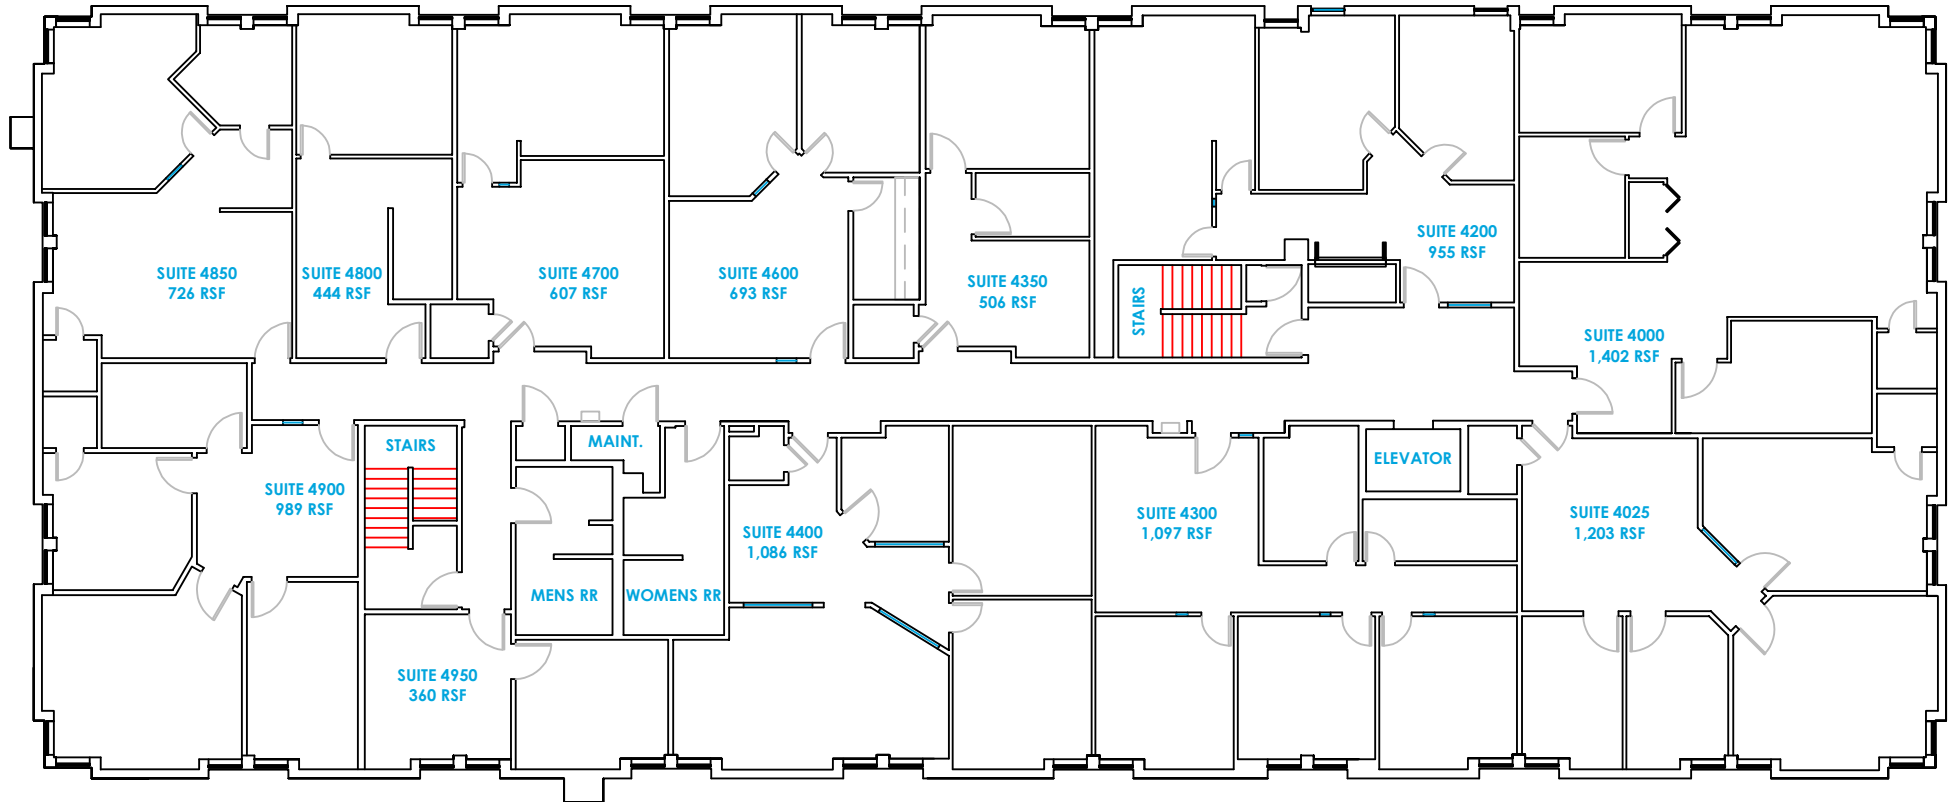 SUITE 4850
726 RSF
SUITE 4800
444 RSF
SUITE 4700
607 RSF
SUITE 4600
693 RSF
SUITE 4350
506 RSF
STAIRS
SUITE 4200
955 RSF
SUITE 4000
1,402 RSF
STAIRS
MAINT.
ELEVATOR
SUITE 4900
989 RSF
SUITE 4400
1,086 RSF
SUITE 4300
1,097 RSF
SUITE 4025
1,203 RSF
MENS RR
WOMENS RR
SUITE 4950
360 RSF